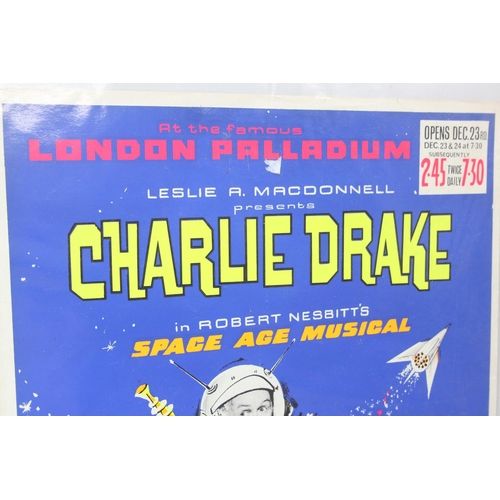 At the famous
LONDON PALLADIUM
OPENS DEC. 23RD.
DEC. 23 & 24 at 7·30
SUBSEQUENTLY
2·45 TWICE DAILY 7·30
LESLIE A. MACDONNELL
presents
CHARLIE DRAKE
in ROBERT NESBITT'S
SPACE AGE MUSICAL